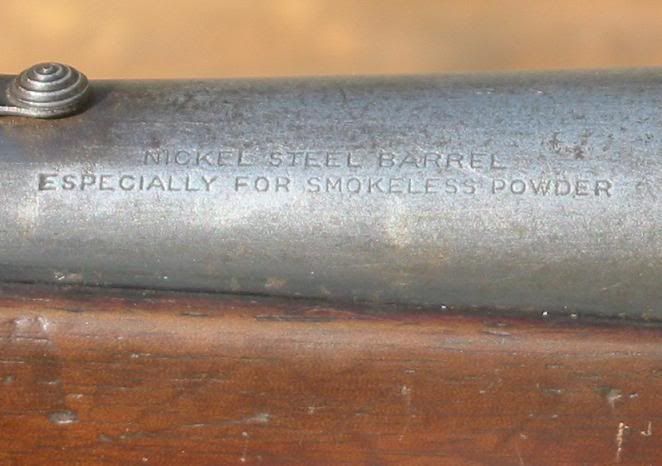 NICKEL STEEL BARREL
ESPECIALLY FOR SMOKELESS POWDER